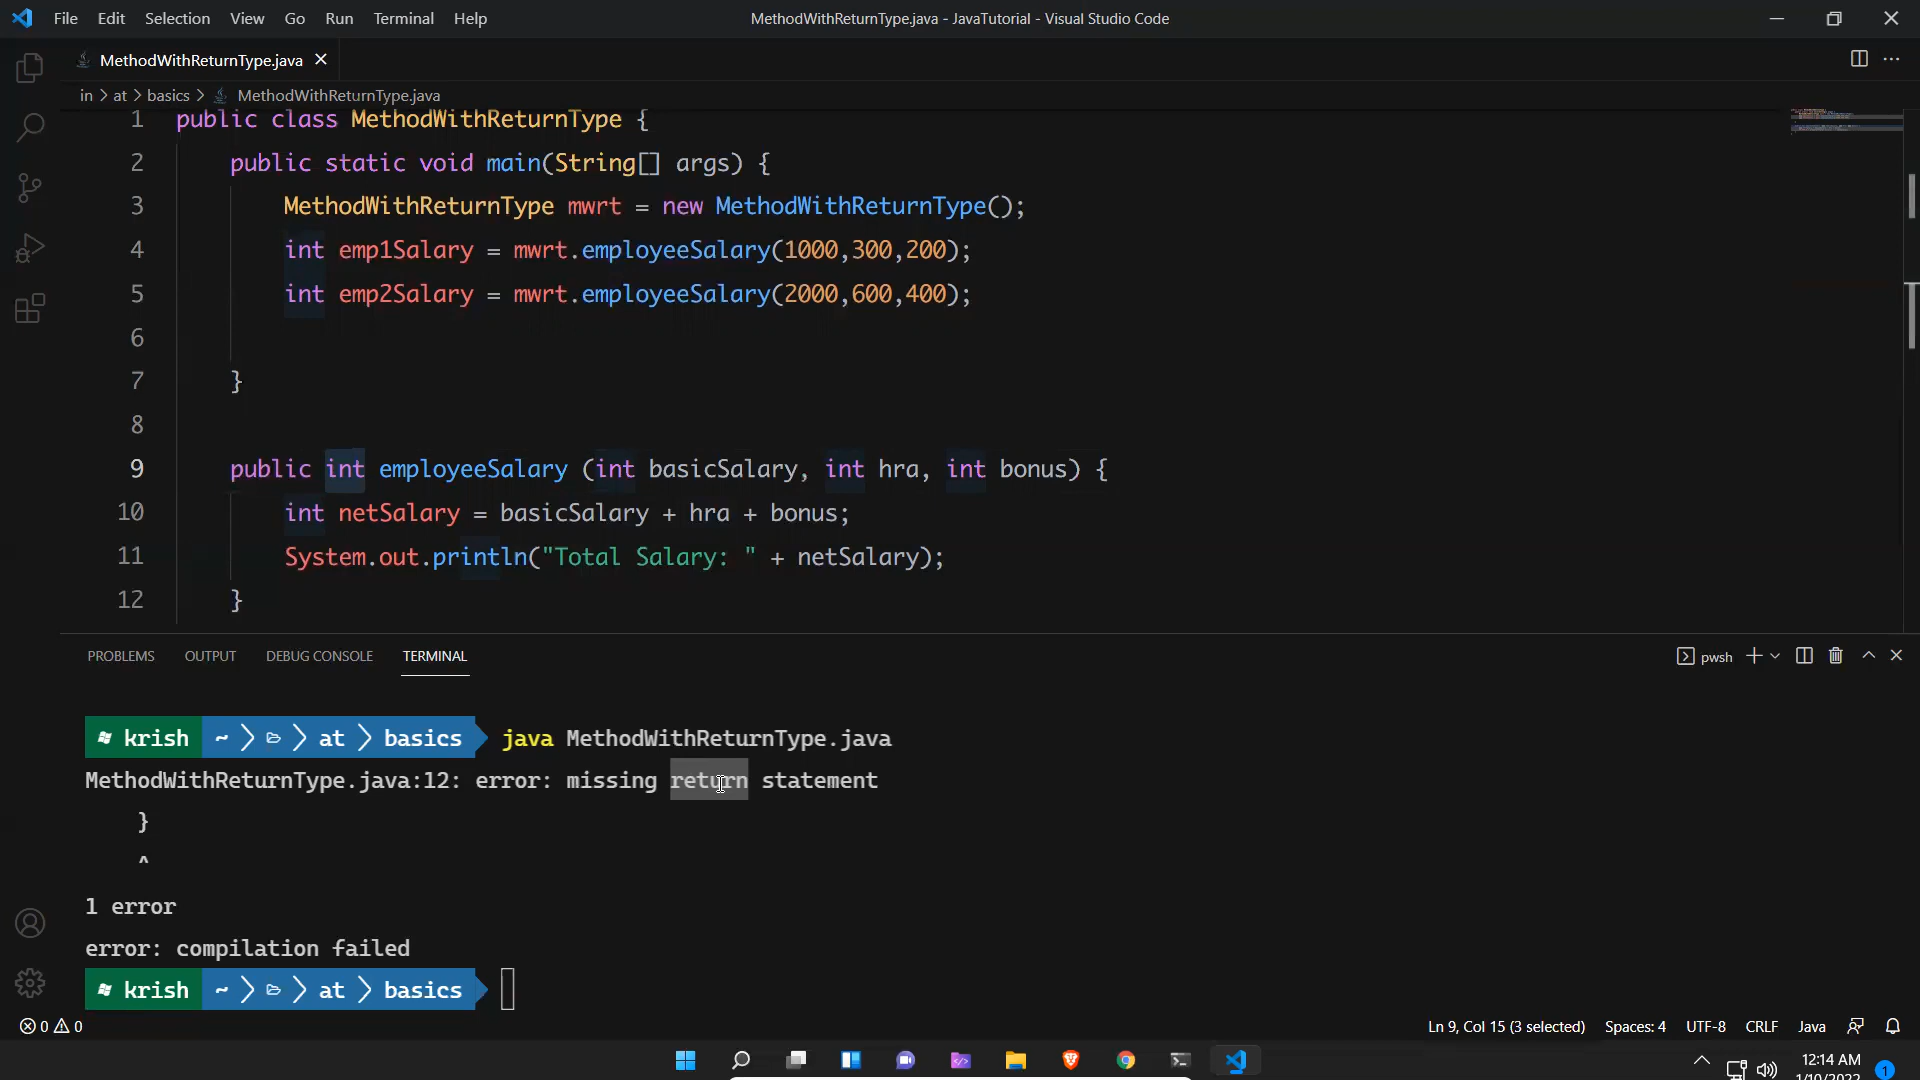 File Edit Selection View Go Run Terminal Help MethodWithReturnType.java - JavaTutorial - Visual Studio Code
MethodWithReturnType.java
in > at > basics > MethodWithReturnType.java
1 public class MethodWithReturnType {
2 public static void main(String[] args) {
3 MethodWithReturnType mwrt = new MethodWithReturnType();
4 int emp1Salary = mwrt.employeeSalary(1000,300,200);
5 int emp2Salary = mwrt.employeeSalary(2000,600,400);
6
7 }
8
9 public int employeeSalary (int basicSalary, int hra, int bonus) {
10 int netSalary = basicSalary + hra + bonus;
11 System.out.println("Total Salary: " + netSalary);
12 }
PROBLEMS OUTPUT DEBUG CONSOLE TERMINAL pwsh
krish ~ at basics java MethodWithReturnType.java
MethodWithReturnType.java:12: error: missing return statement
}
^
1 error
error: compilation failed
krish ~ at basics
0 0 Ln 9, Col 15 (3 selected) Spaces: 4 UTF-8 CRLF Java
12:14 AM
1/10/2022 1